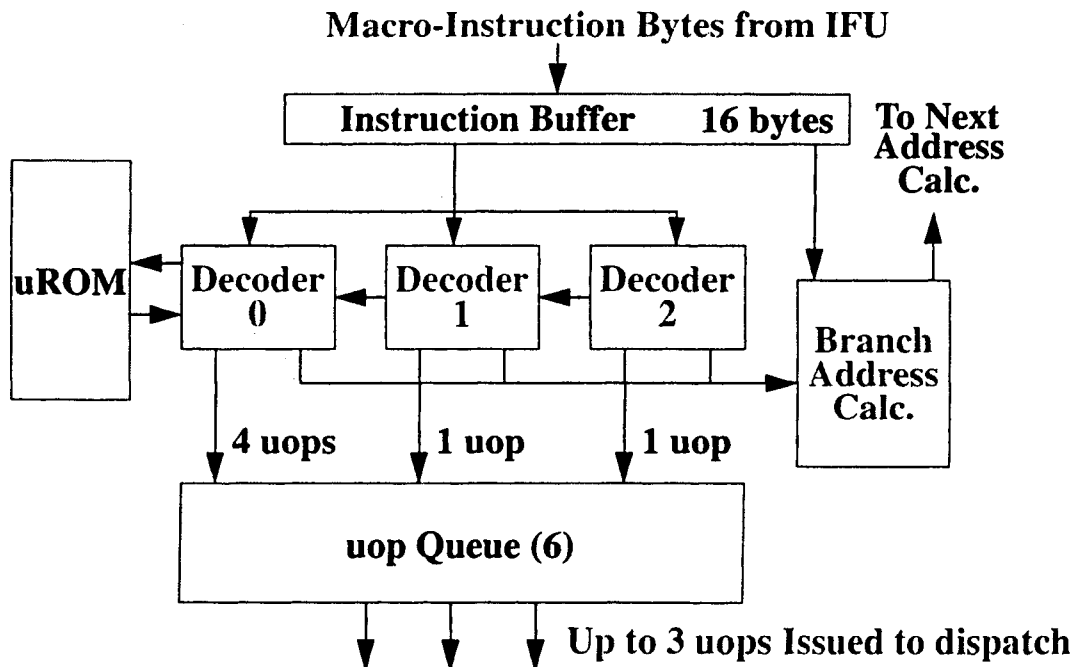 Macro-Instruction Bytes from IFU
Instruction Buffer 16 bytes
To Next
Address
Calc.
uROM
Decoder
0
Decoder
1
Decoder
2
Branch
Address
Calc.
4 uops
1 uop
1 uop
uop Queue (6)
Up to 3 uops Issued to dispatch